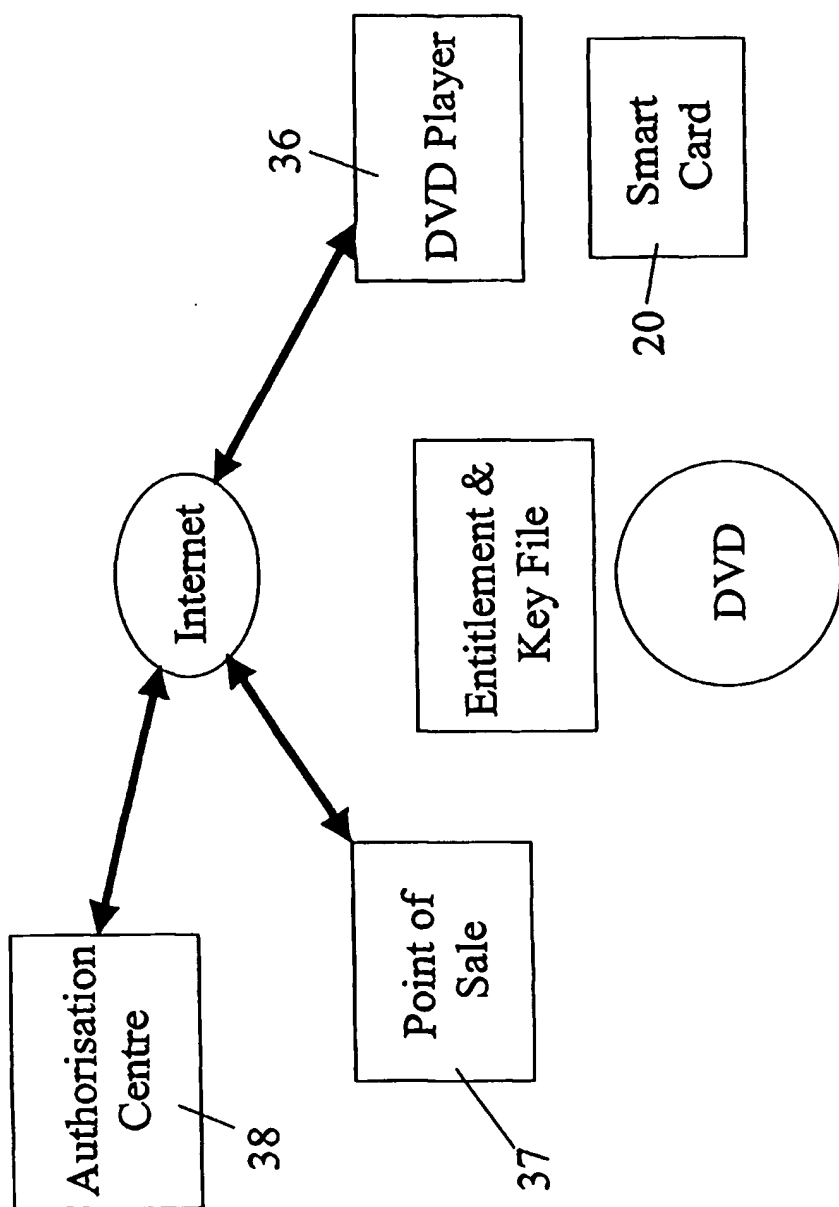 Authorisation
Centre
38
Internet
36
DVD Player
Point of
Sale
37
Entitlement &
Key File
Smart
Card
20
DVD